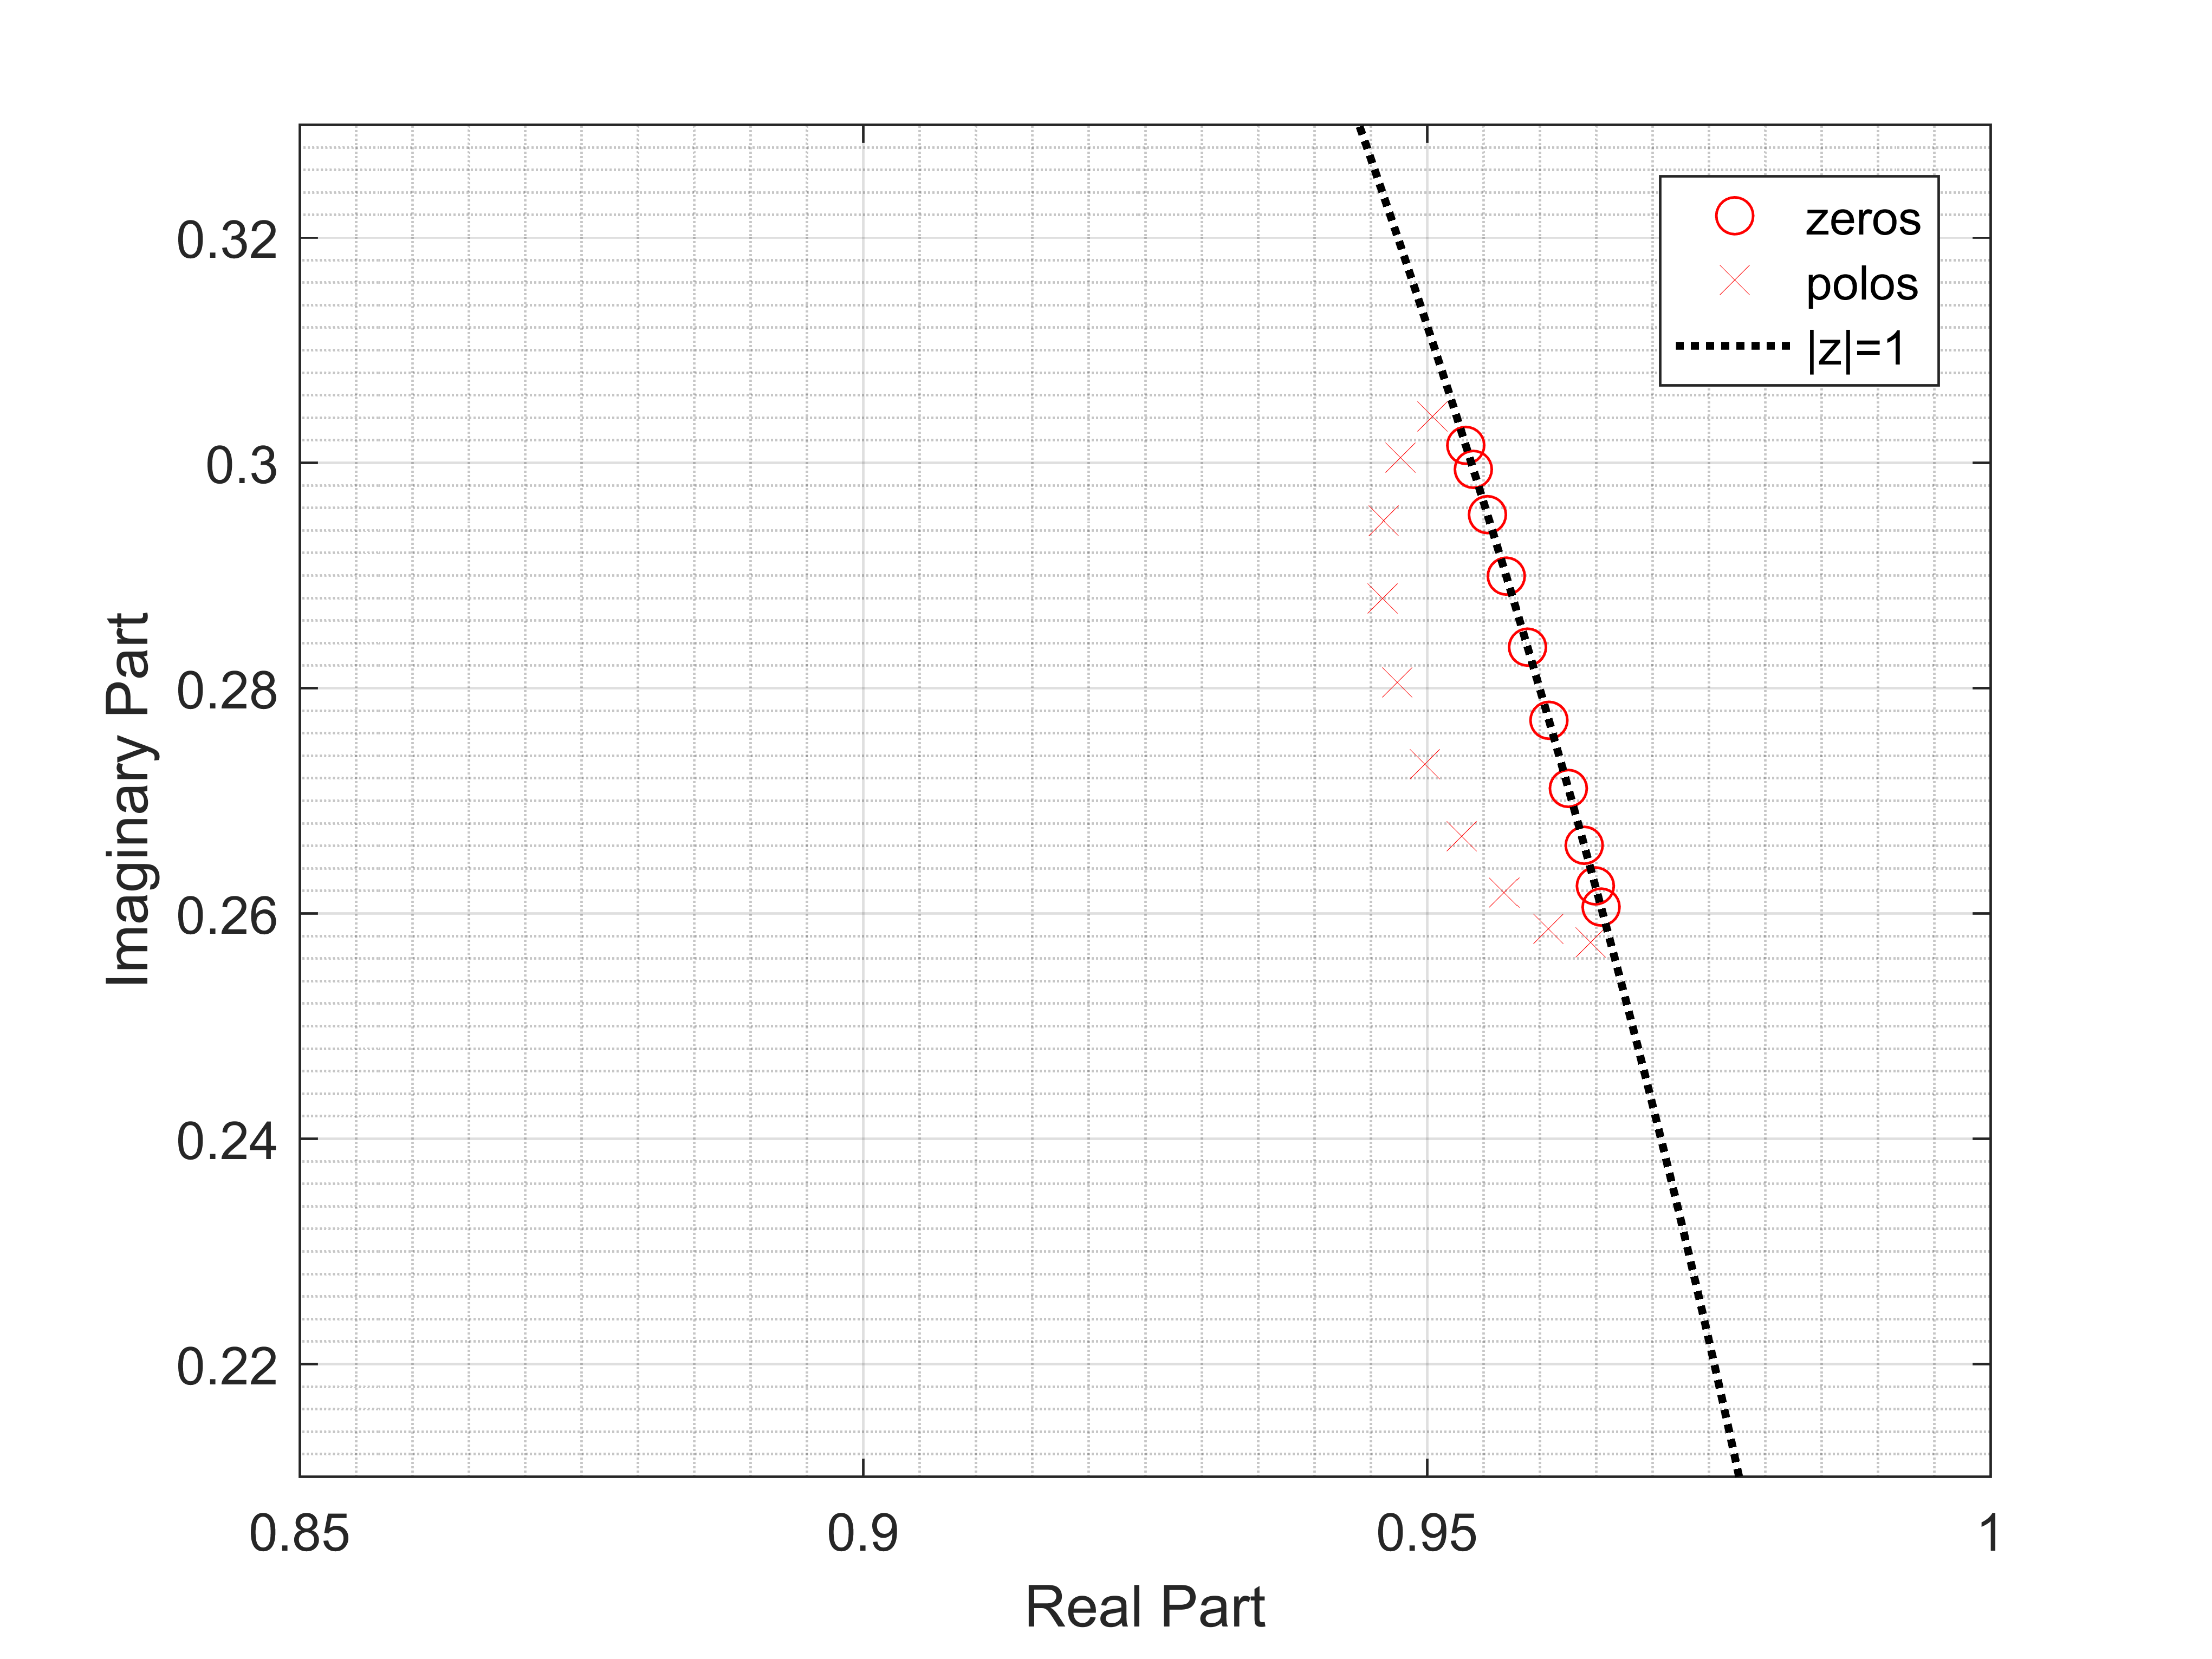 zeros
polos
|z|=1
0.32
0.3
0.28
0.26
0.24
0.22
Imaginary Part
0.85 0.9 0.95 1
Real Part